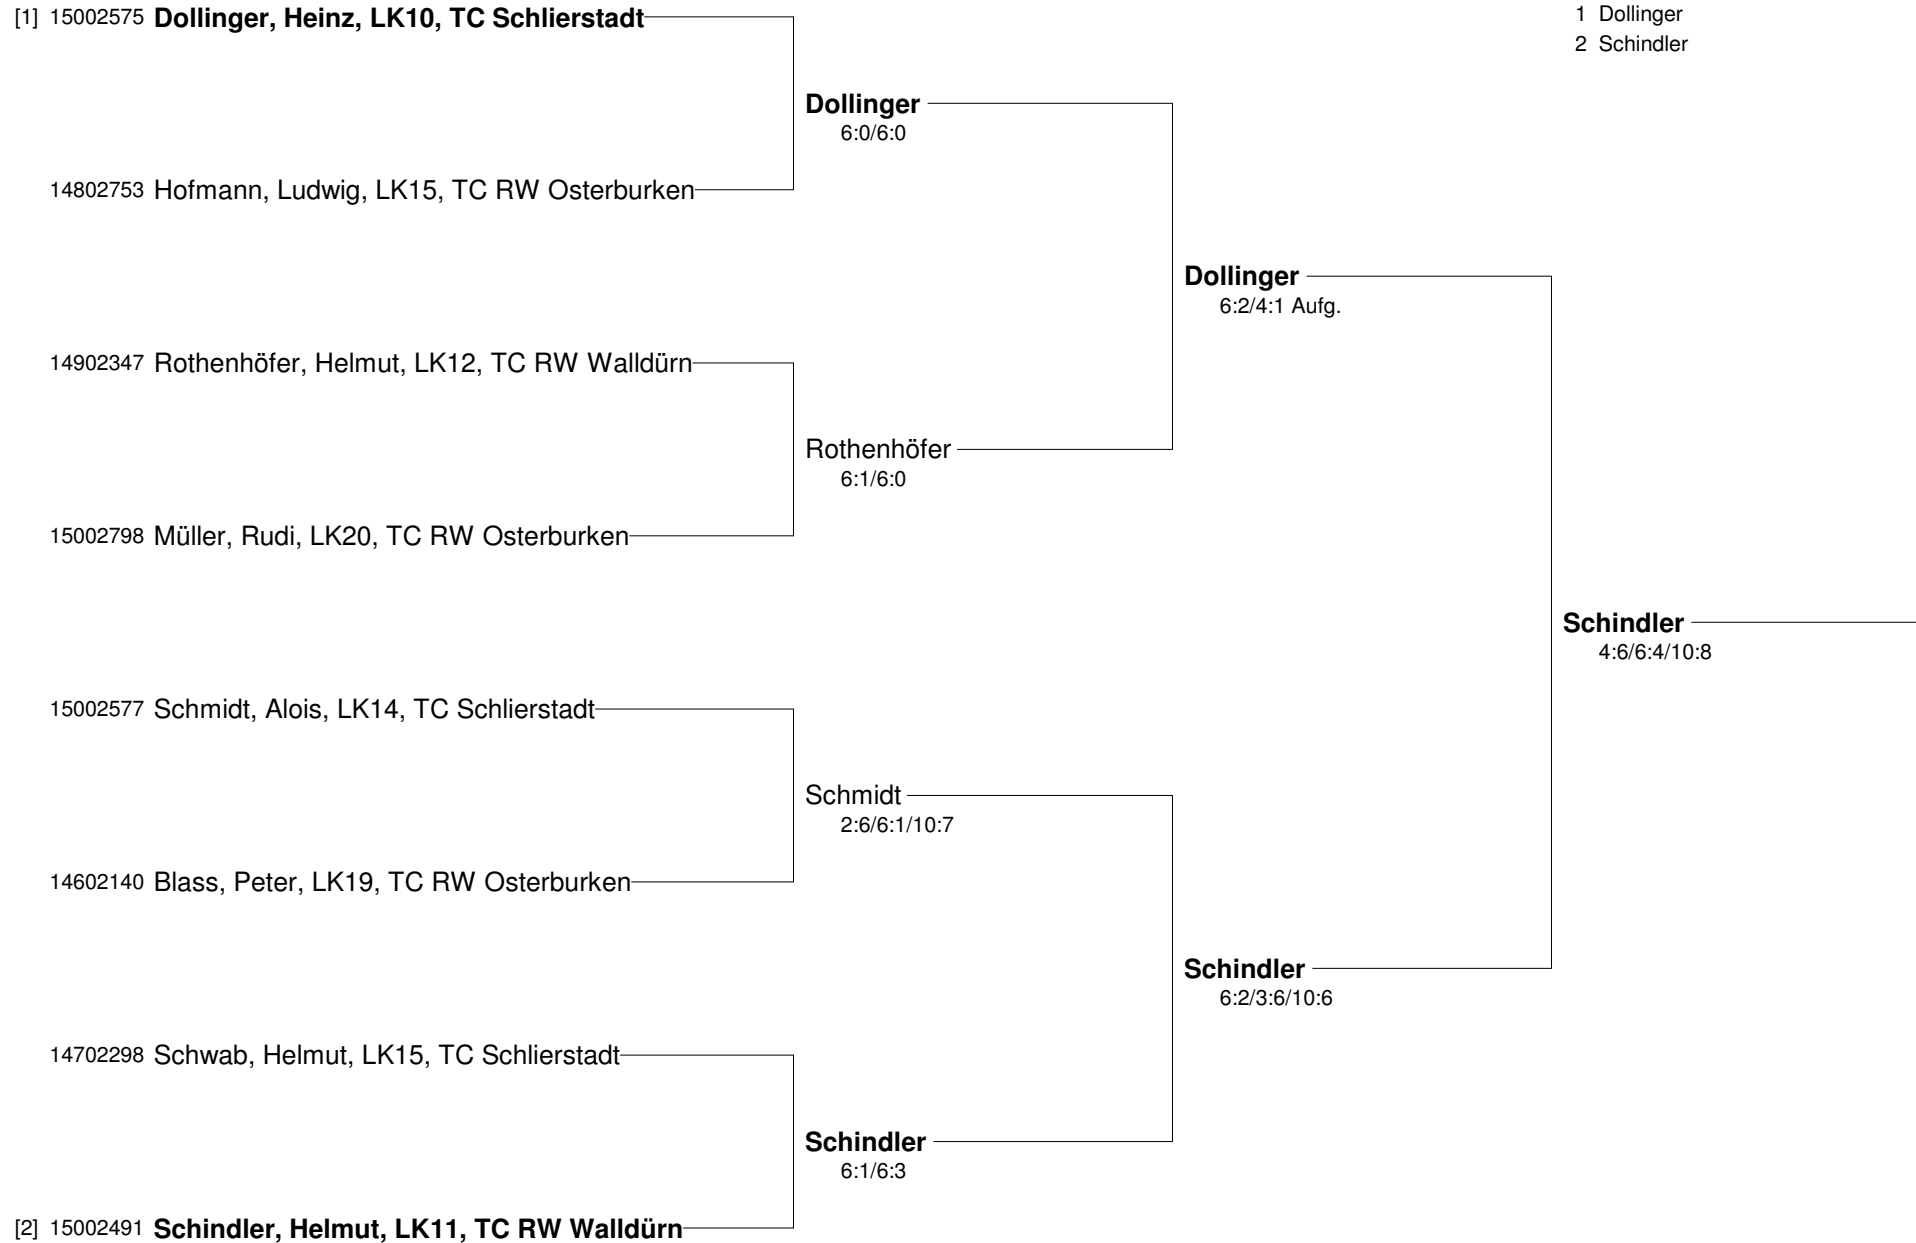 [1] 15002575 Dollinger, Heinz, LK10, TC Schlierstadt
1 Dollinger
2 Schindler
Dollinger
6:0/6:0
14802753 Hofmann, Ludwig, LK15, TC RW Osterburken
Dollinger
6:2/4:1 Aufg.
14902347 Rothenhöfer, Helmut, LK12, TC RW Walldürn
Rothenhöfer
6:1/6:0
15002798 Müller, Rudi, LK20, TC RW Osterburken
Schindler
4:6/6:4/10:8
15002577 Schmidt, Alois, LK14, TC Schlierstadt
Schmidt
2:6/6:1/10:7
14602140 Blass, Peter, LK19, TC RW Osterburken
Schindler
6:2/3:6/10:6
14702298 Schwab, Helmut, LK15, TC Schlierstadt
Schindler
6:1/6:3
[2] 15002491 Schindler, Helmut, LK11, TC RW Walldürn